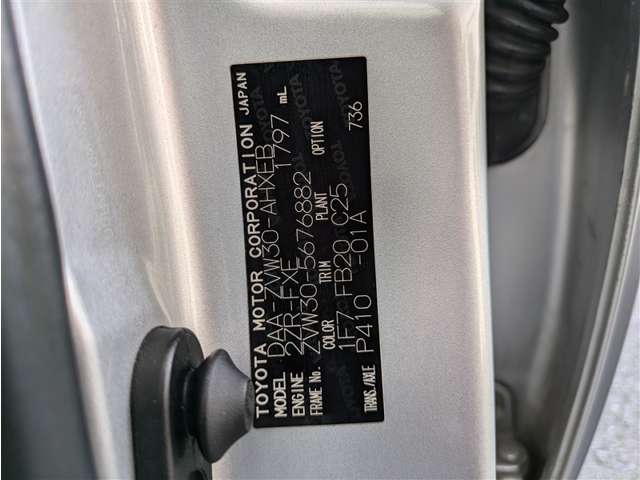 TOYOTA MOTOR CORPORATION JAPAN
MODEL DAA-ZVW30-AHXEB
ENGINE 2ZR-FXE 1797 mL
FRAME No. ZVW30-5676882
COLOR TRIM PLANT OPTION
1F7 FB20 C25 736
TRANS./AXLE P410 -01A